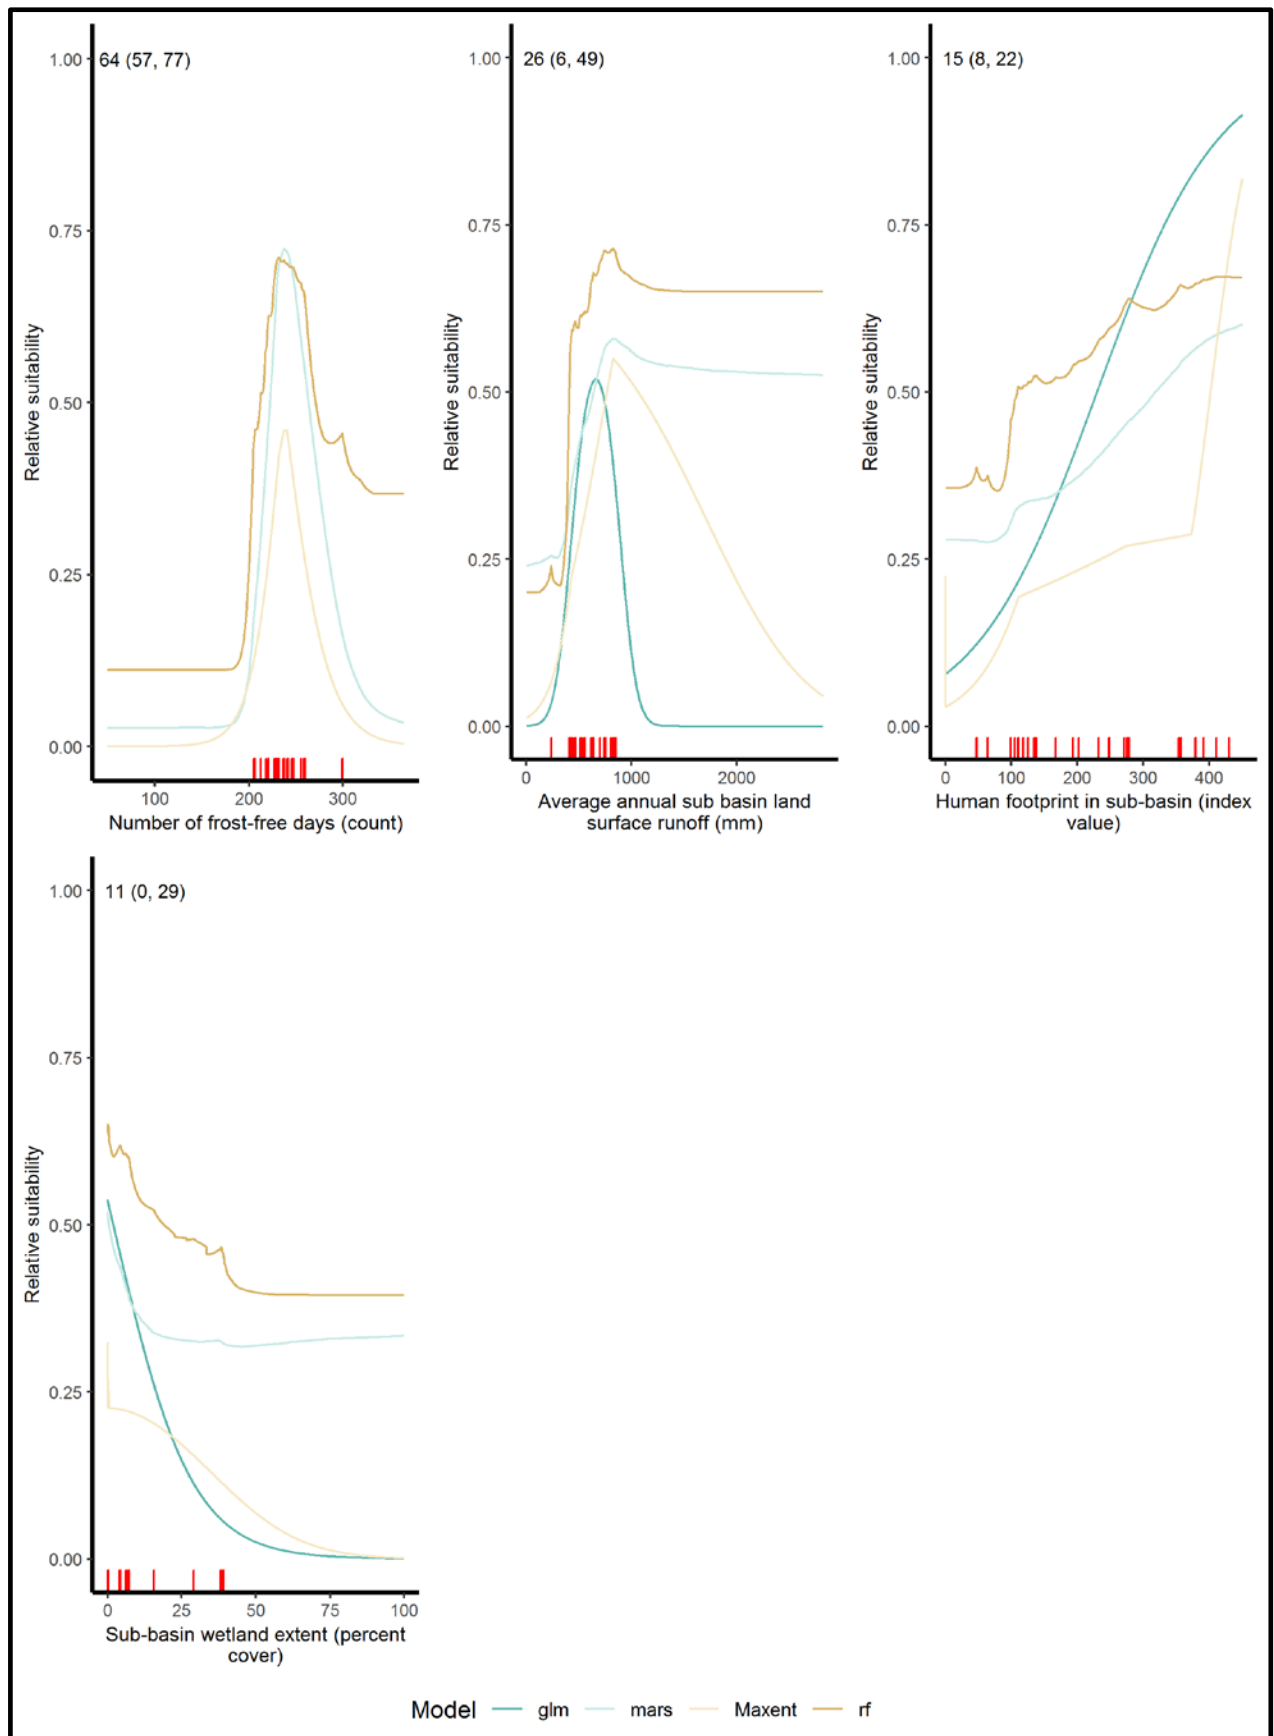 64 (57, 77)
1.00
0.75
0.50
0.25
0.00
Relative suitability
100 200 300
Number of frost-free days (count)
26 (6, 49)
1.00
0.75
0.50
0.25
0.00
Relative suitability
0 1000 2000
Average annual sub basin land
surface runoff (mm)
15 (8, 22)
1.00
0.75
0.50
0.25
0.00
Relative suitability
0 100 200 300 400
Human footprint in sub-basin (index
value)
11 (0, 29)
1.00
0.75
0.50
0.25
0.00
Relative suitability
0 25 50 75 100
Sub-basin wetland extent (percent
cover)
Model glm mars Maxent rf